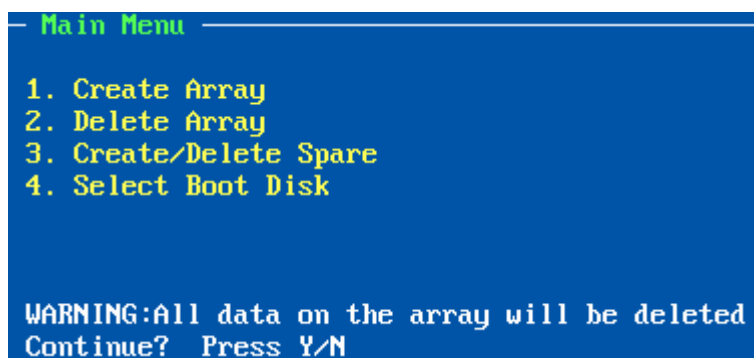 Main Menu
1. Create Array
2. Delete Array
3. Create/Delete Spare
4. Select Boot Disk
WARNING:All data on the array will be deleted
Continue? Press Y/N